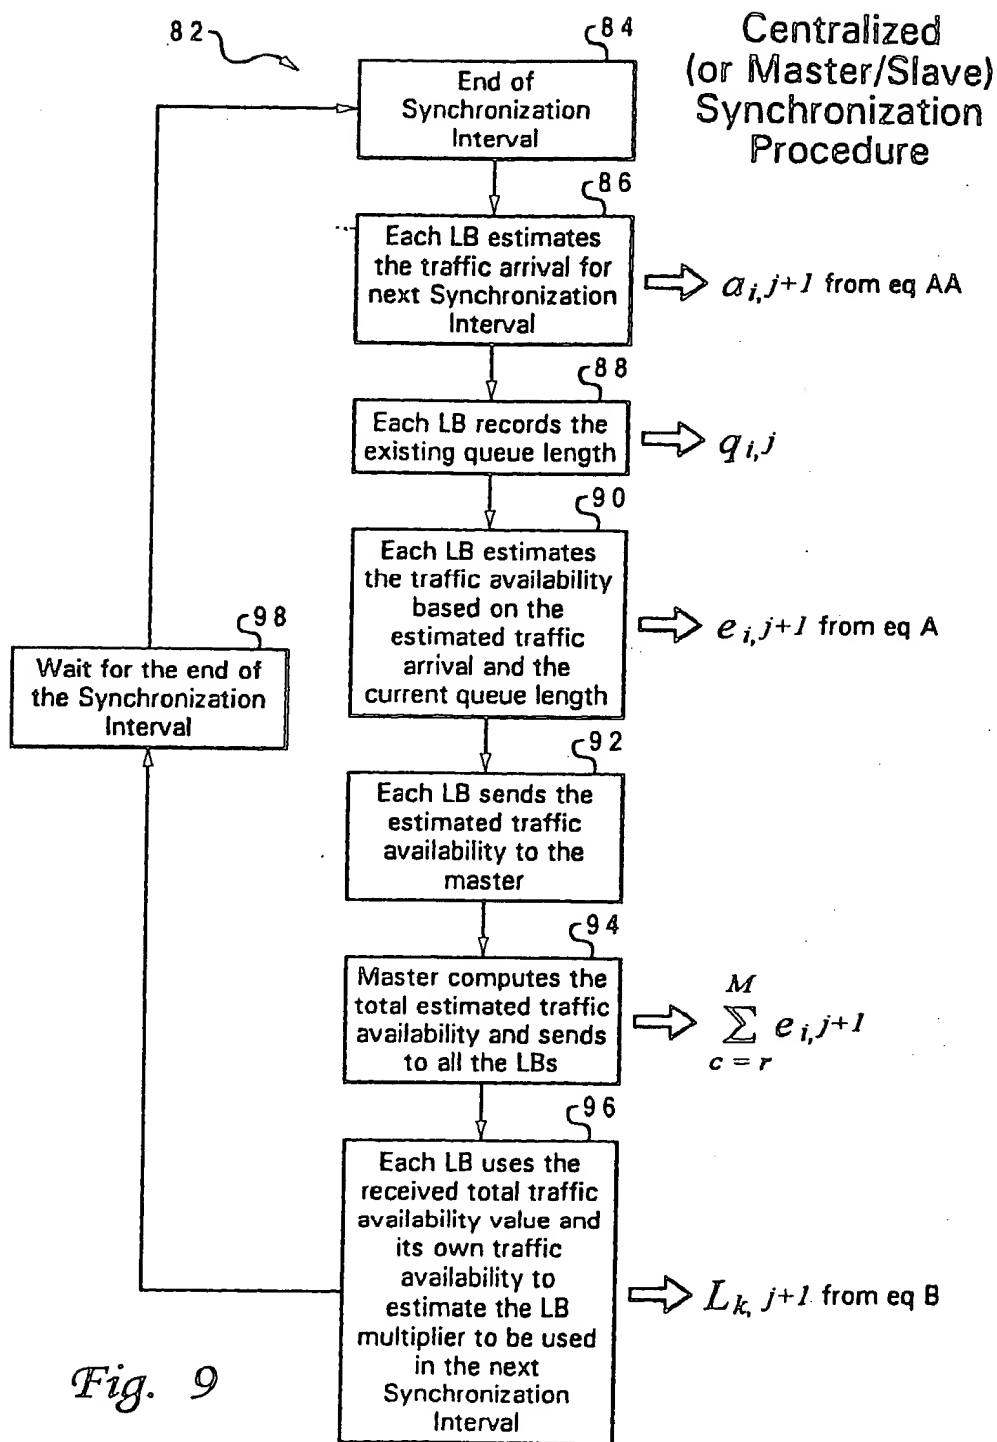 82
84
Centralized
(or Master/Slave)
Synchronization
Procedure
End of
Synchronization
Interval
86
Each LB estimates
the traffic arrival for
next Synchronization
Interval
a i, j+1 from eq AA
88
Each LB records the
existing queue length
q i, j
90
Each LB estimates
the traffic availability
based on the
estimated traffic
arrival and the
current queue length
e i, j+1 from eq A
98
Wait for the end of
the Synchronization
Interval
92
Each LB sends the
estimated traffic
availability to the
master
94
Master computes the
total estimated traffic
availability and sends
to all the LBs
M
∑ e i, j+1
c = r
96
Each LB uses the
received total traffic
availability value and
its own traffic
availability to
estimate the LB
multiplier to be used
in the next
Synchronization
Interval
L k, j+1 from eq B
Fig. 9